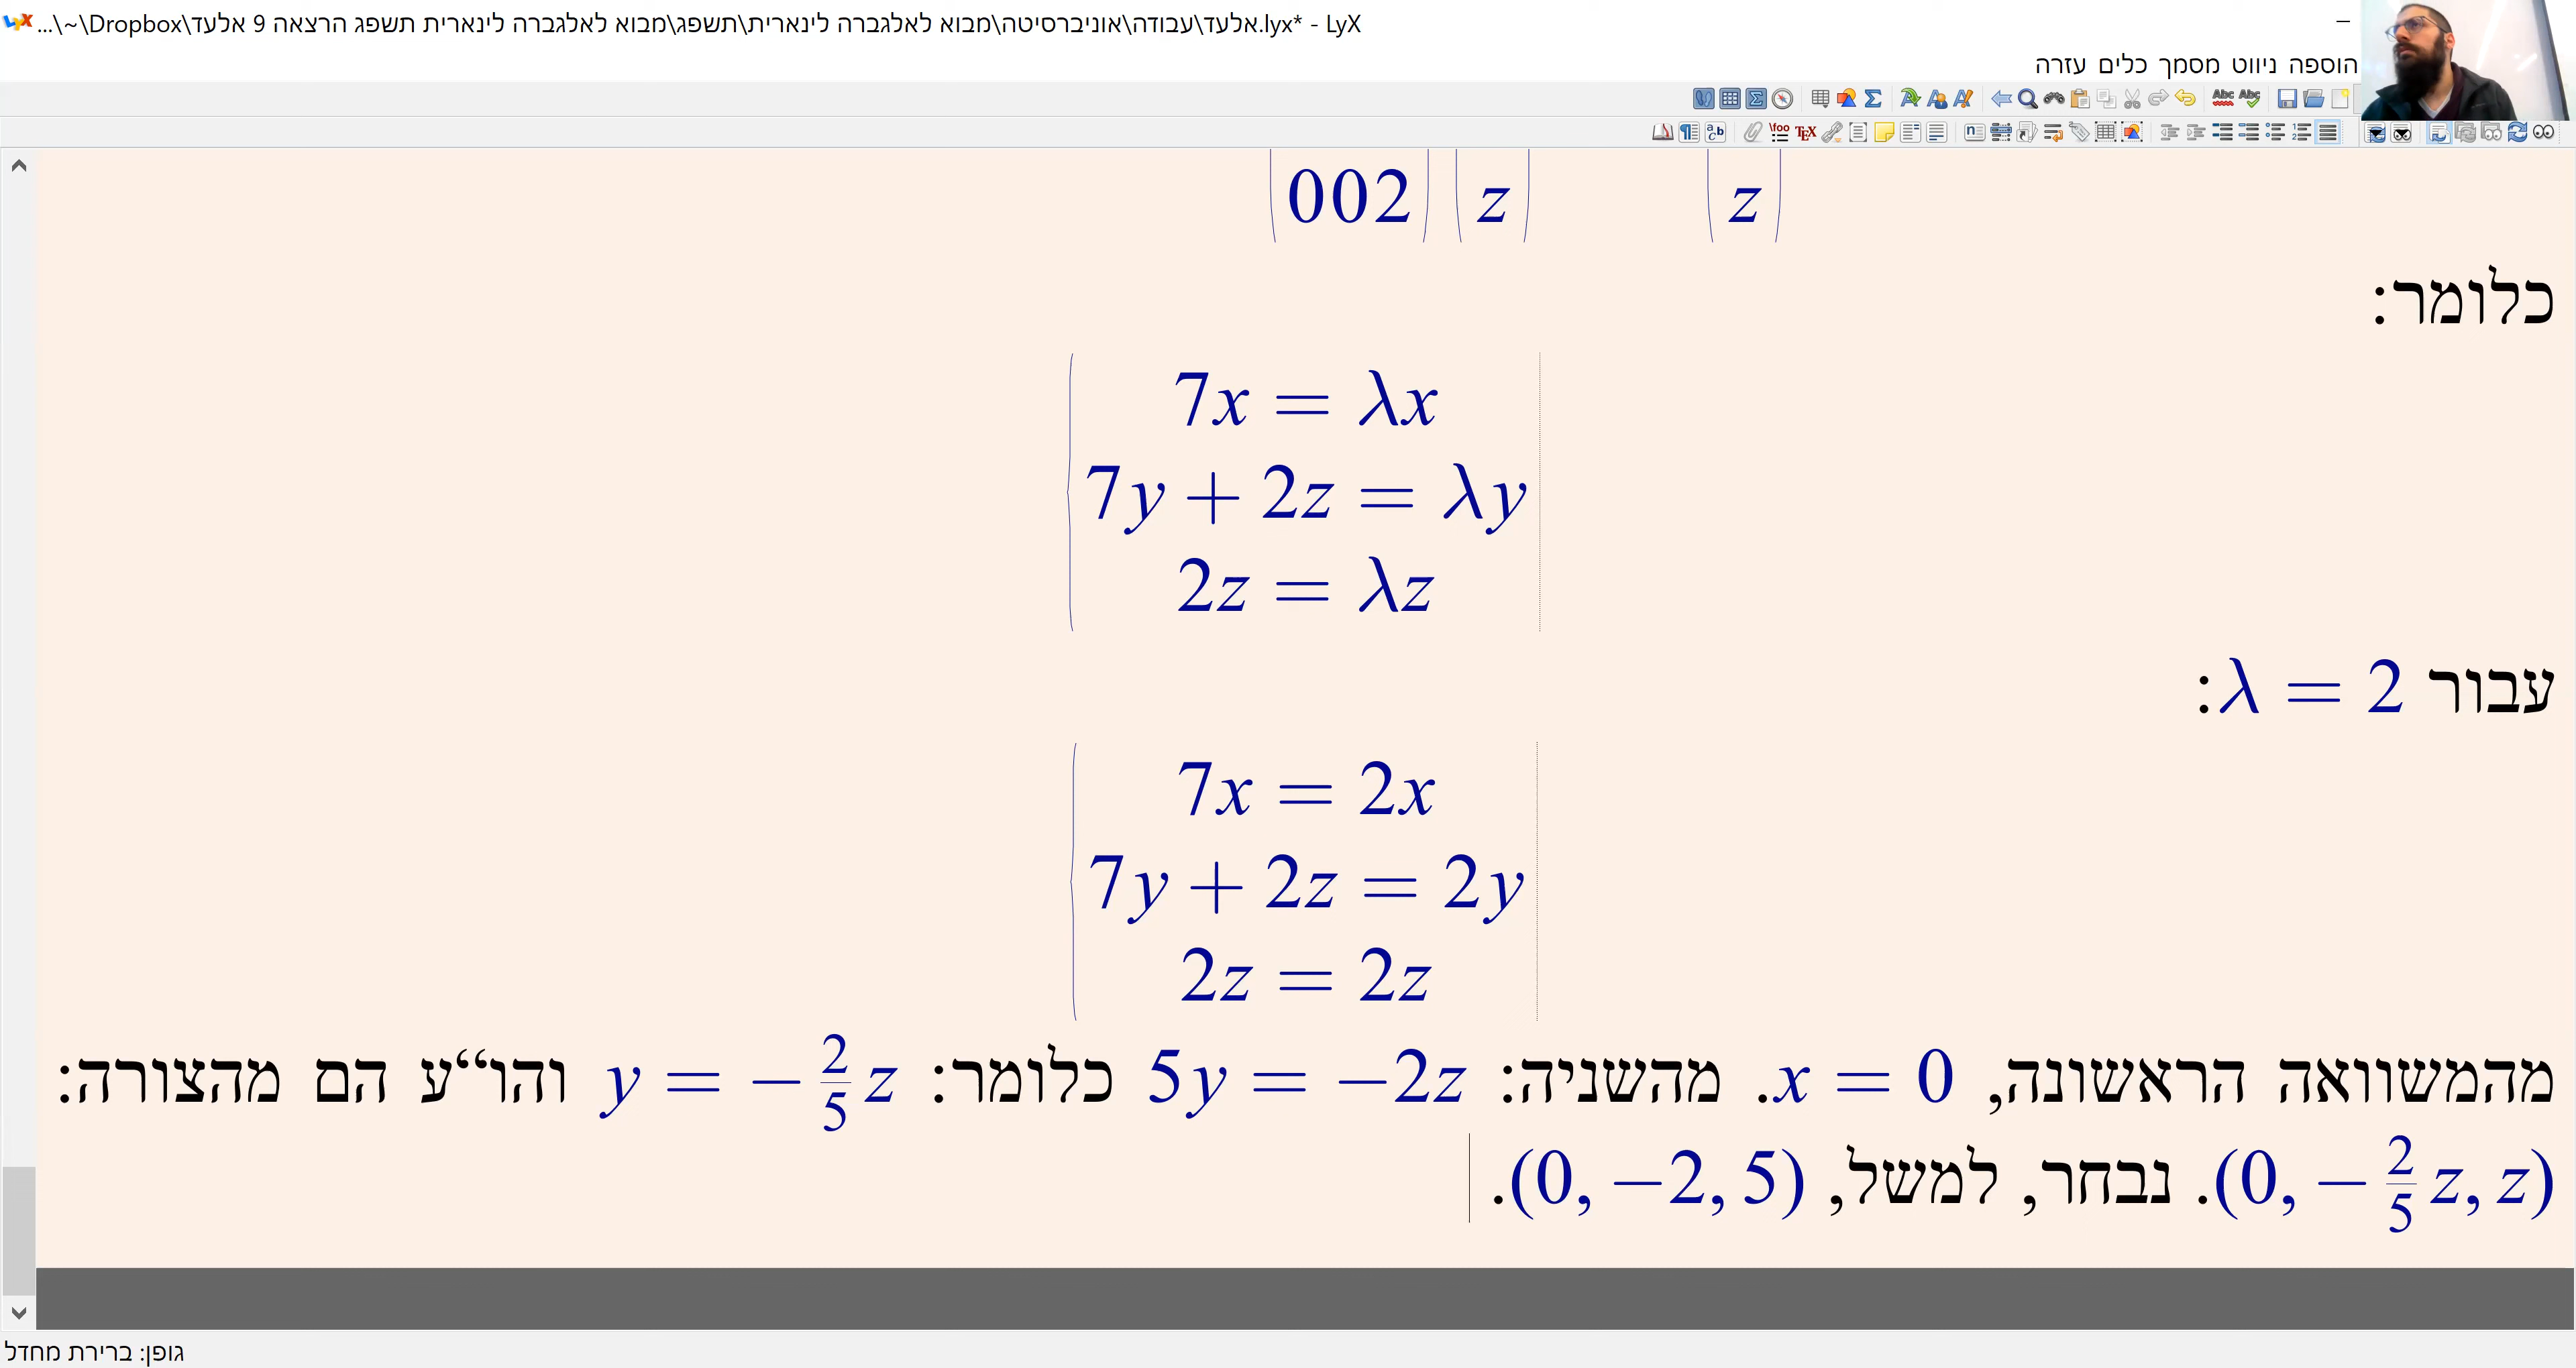 ...\~\Dropbox\אלעד\עבודה\אוניברסיטה\מבוא לאלגברה לינארית\תשפג\מבוא לאלגברה לינארית תשפג הרצאה 9 אלעד.lyx* - LyX
הוספה ניווט מסמך כלים עזרה
002 z z
כלומר:
7x = λx
7y + 2z = λy
2z = λz
עבור λ = 2:
7x = 2x
7y + 2z = 2y
2z = 2z
מהמשוואה הראשונה, x = 0. מהשניה: 5y = −2z כלומר: y = −2/5 z והו“ע הם מהצורה:
(0, −2/5 z, z). נבחר, למשל, (0, −2, 5).
גופן: ברירת מחדל